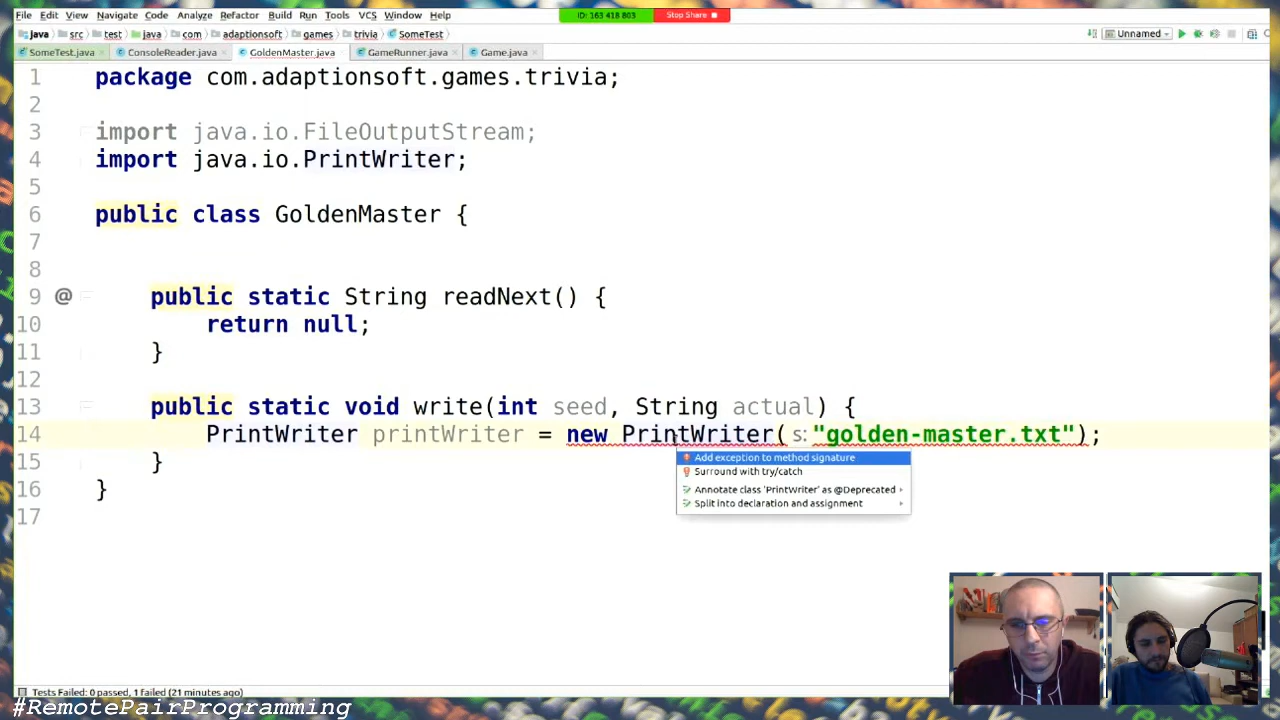 File Edit View Navigate Code Analyze Refactor Build Run Tools VCS Window Help
ID: 163 418 803 Stop Share
java src test java com adaptionsoft games trivia SomeTest Unnamed
SomeTest.java ConsoleReader.java GoldenMaster.java GameRunner.java Game.java
1 package com.adaptionsoft.games.trivia;
2
3 import java.io.FileOutputStream;
4 import java.io.PrintWriter;
5
6 public class GoldenMaster {
7
8
9 @ public static String readNext() {
10 return null;
11 }
12
13 public static void write(int seed, String actual) {
14 PrintWriter printWriter = new PrintWriter( s: "golden-master.txt");
15 }
16 }
17
Add exception to method signature
Surround with try/catch
Annotate class 'PrintWriter' as @Deprecated
Split into declaration and assignment
Tests Failed: 0 passed, 1 failed (21 minutes ago)
#RemotePairProgramming